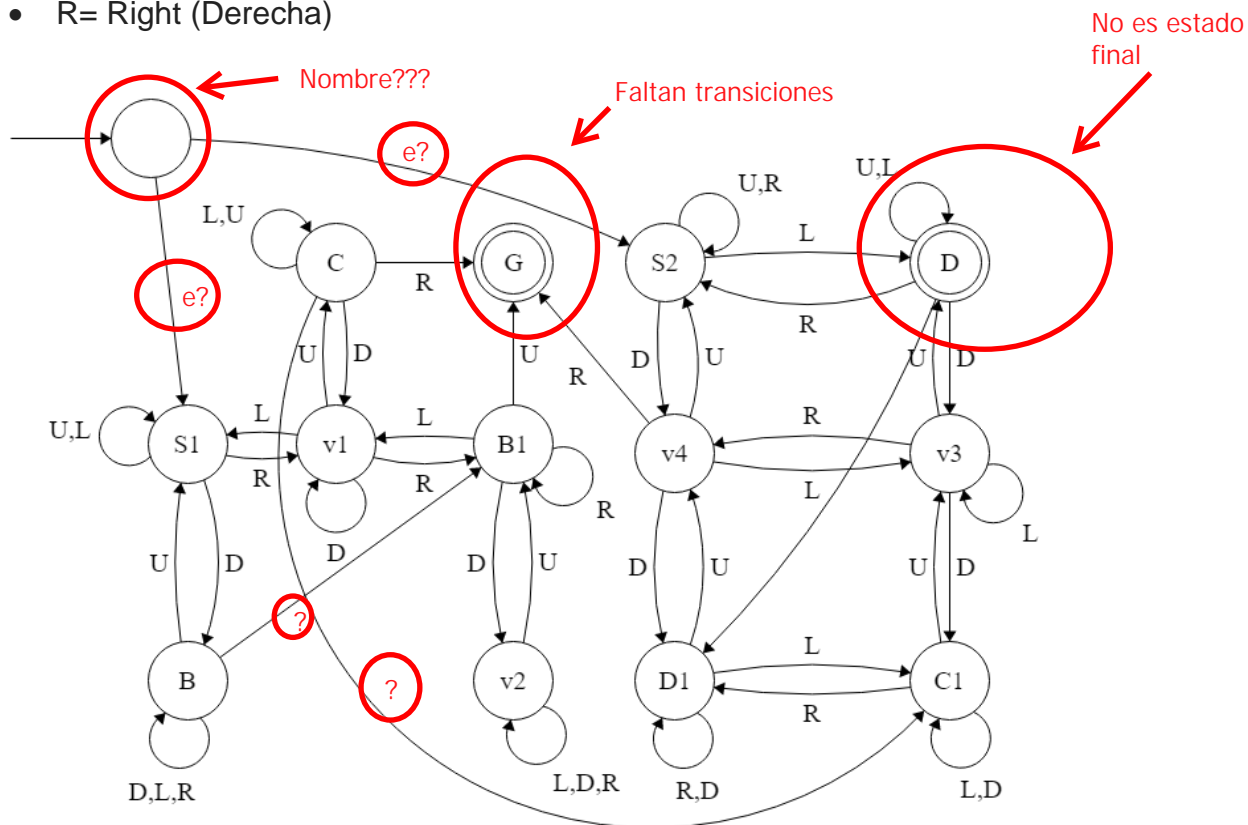 • R= Right (Derecha)
No es estado
final
Nombre???
Faltan transiciones
e?
U,R
U,L
L,U
C
G
S2
L
D
R
R
e?
U
D
U
R
D
U
U
D
U,L
S1
L
R
v1
L
R
B1
v4
R
L
v3
D
R
L
U
D
D
U
D
U
U
D
?
B
?
v2
D1
L
R
C1
D,L,R
L,D,R
R,D
L,D